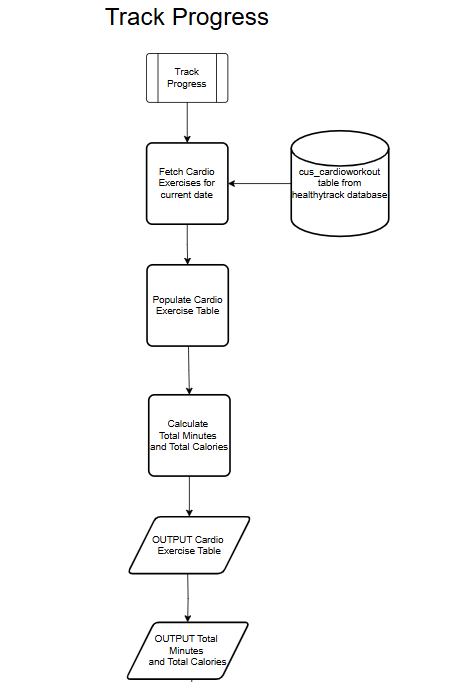 Track Progress
Track
Progress
Fetch Cardio
Exercises for
current date
cus_cardioworkout
table from
healthytrack database
Populate Cardio
Exercise Table
Calculate
Total Minutes
and Total Calories
OUTPUT Cardio
Exercise Table
OUTPUT Total
Minutes
and Total Calories